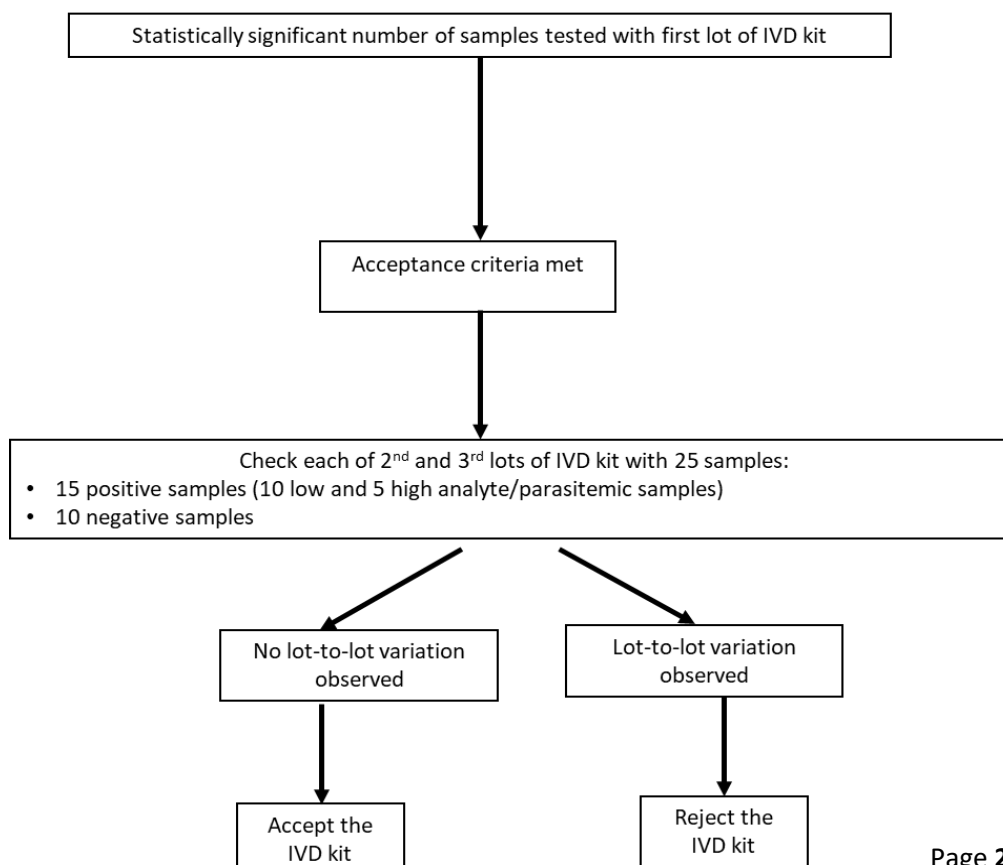 Statistically significant number of samples tested with first lot of IVD kit
Acceptance criteria met
Check each of 2nd and 3rd lots of IVD kit with 25 samples:
• 15 positive samples (10 low and 5 high analyte/parasitemic samples)
• 10 negative samples
No lot-to-lot variation
observed
Lot-to-lot variation
observed
Accept the
IVD kit
Reject the
IVD kit
Page 2